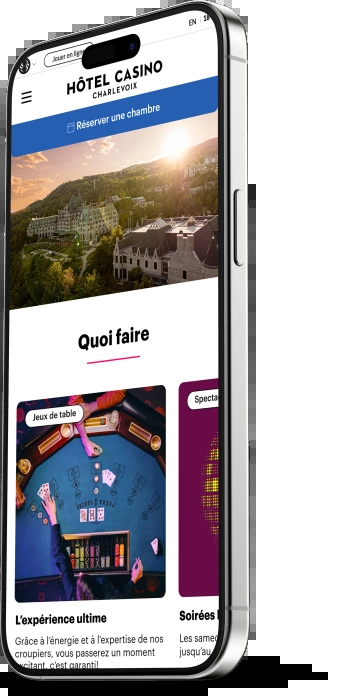 Jouer en ligne
EN
18
HÔTEL CASINO
CHARLEVOIX
Réserver une chambre
Quoi faire
Jeux de table
Specta
L'expérience ultime
Soirées
Grâce à l'énergie et à l'expertise de nos
croupiers, vous passerez un moment
excitant, c'est garanti!
Les samed
jusqu'au